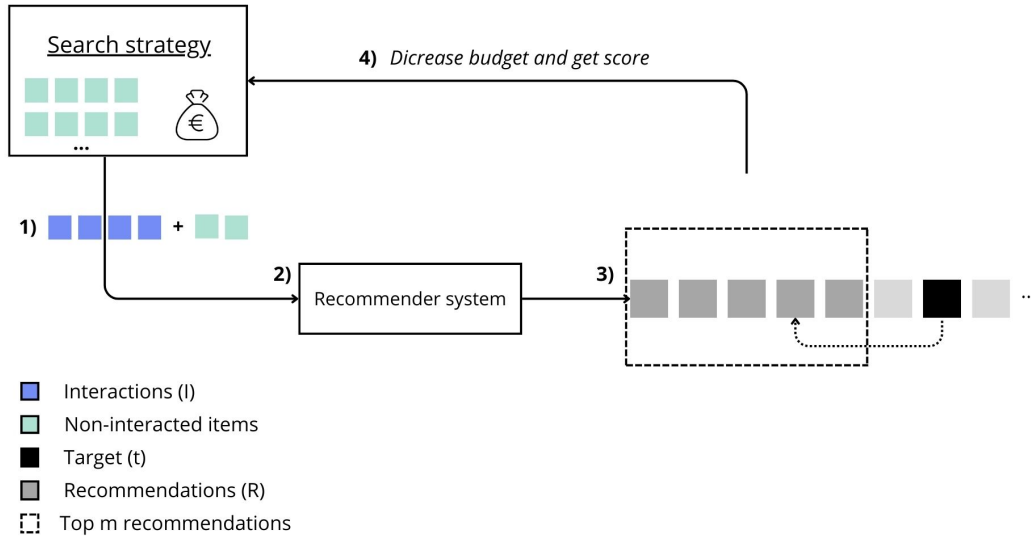 Search strategy
€
...
4) Dicrease budget and get score
1) +
2)
Recommender system
3)
..
Interactions (I)
Non-interacted items
Target (t)
Recommendations (R)
Top m recommendations